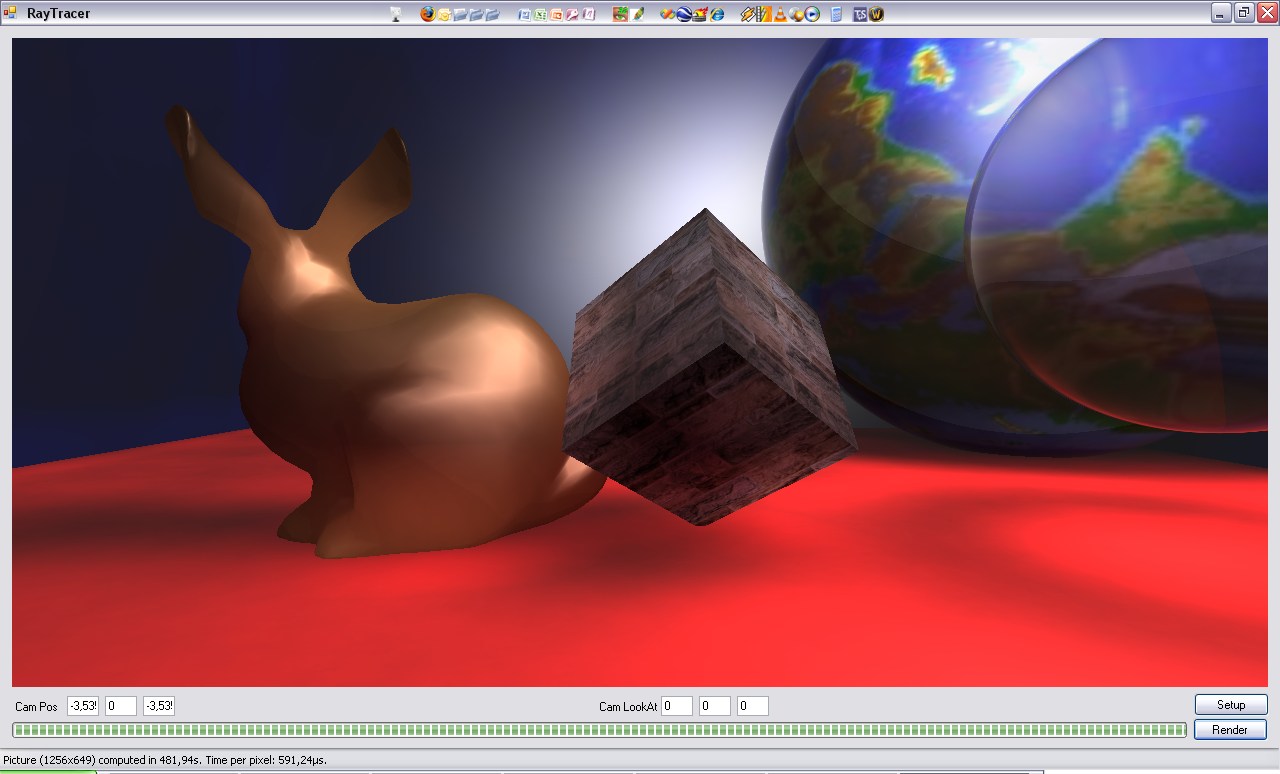 RayTracer
Cam Pos -3,53! 0 -3,53! Cam LookAt 0 0 0 Setup
Render
Picture (1256x649) computed in 481,94s. Time per pixel: 591,24µs.